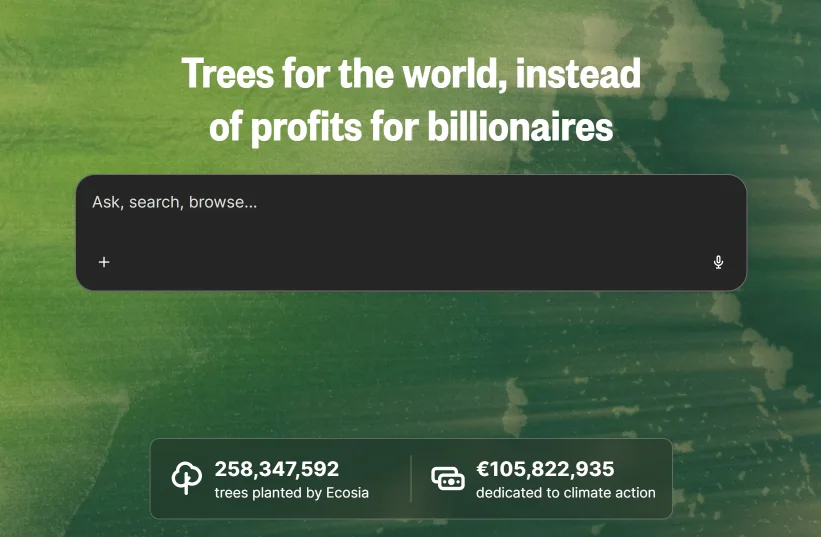 Trees for the world, instead
of profits for billionaires
Ask, search, browse...
258,347,592
trees planted by Ecosia
€105,822,935
dedicated to climate action